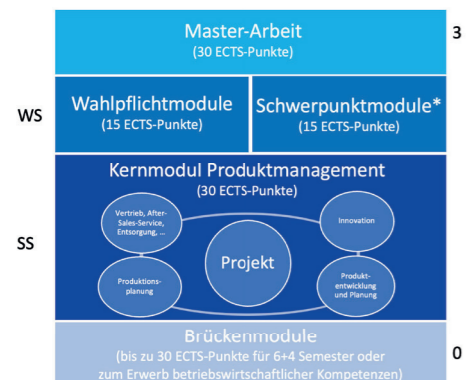 Master-Arbeit
(30 ECTS-Punkte)
3
WS
Wahlpflichtmodule
(15 ECTS-Punkte)
Schwerpunktmodule*
(15 ECTS-Punkte)
Kernmodul Produktmanagement
(30 ECTS-Punkte)
SS
Vertrieb, After-
Sales-Service,
Entsorgung, ...
Innovation
Projekt
Produktions-
planung
Produkt-
entwicklung
und Planung
Brückenmodule
(bis zu 30 ECTS-Punkte für 6+4 Semester oder
zum Erwerb betriebswirtschaftlicher Kompetenzen)
0